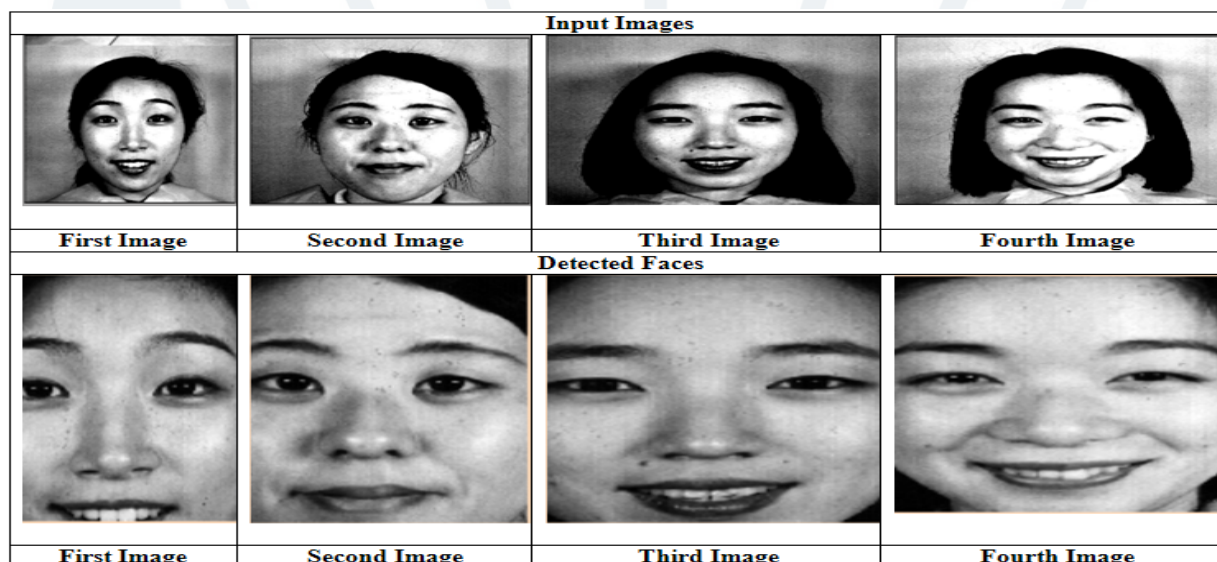 Input Images
First Image Second Image Third Image Fourth Image
Detected Faces
First Image Second Image Third Image Fourth Image